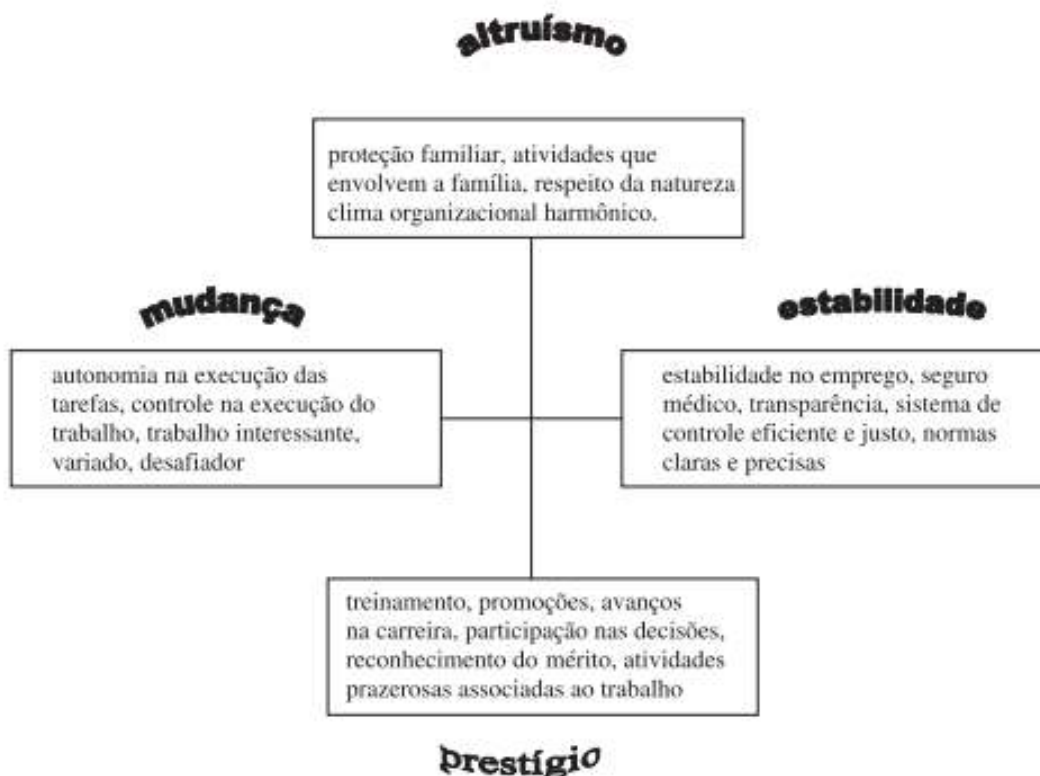 altruísmo
proteção familiar, atividades que
envolvem a família, respeito da natureza
clima organizacional harmônico.
mudança
autonomia na execução das
tarefas, controle na execução do
trabalho, trabalho interessante,
variado, desafiador
estabilidade
estabilidade no emprego, seguro
médico, transparência, sistema de
controle eficiente e justo, normas
claras e precisas
treinamento, promoções, avanços
na carreira, participação nas decisões,
reconhecimento do mérito, atividades
prazerosas associadas ao trabalho
prestígio